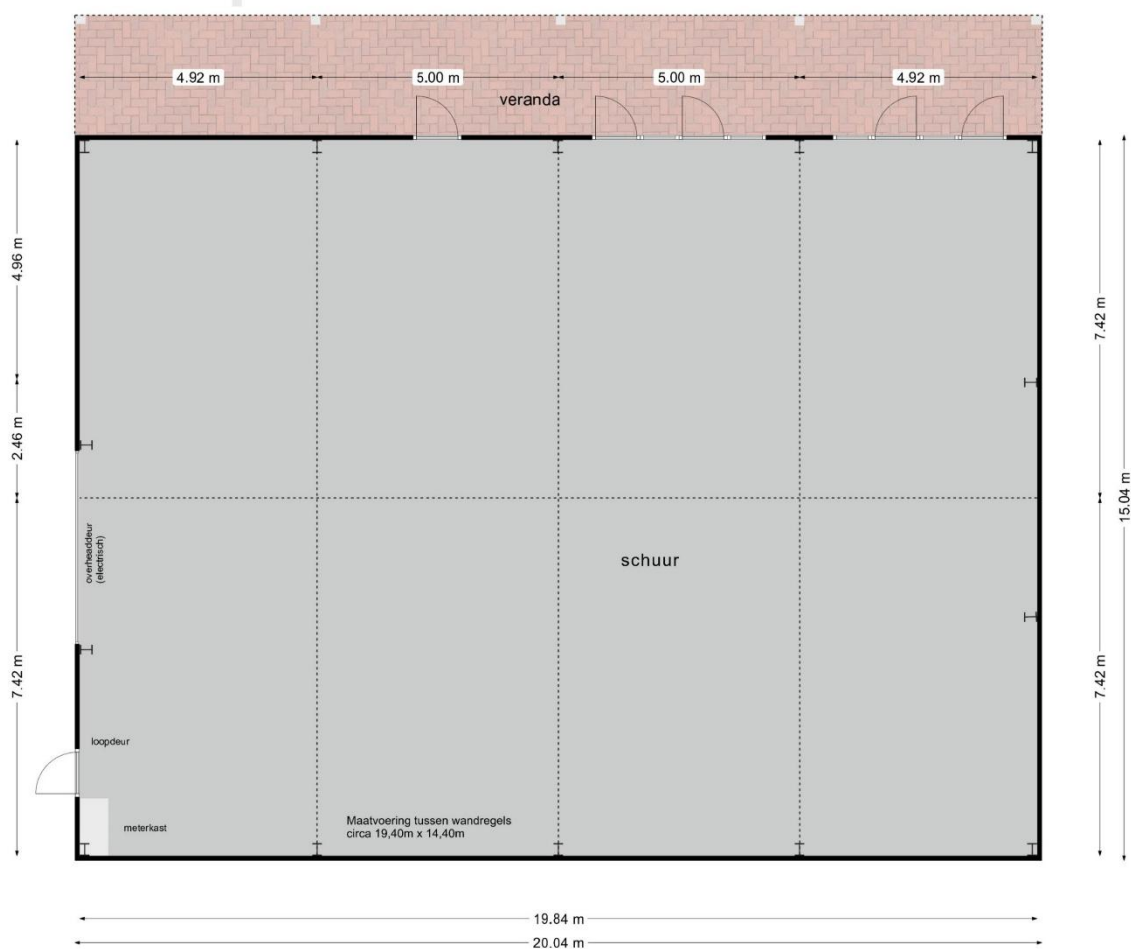 4.92 m
5.00 m
5.00 m
4.92 m
veranda
4.96 m
2.46 m
7.42 m
7.42 m
7.42 m
15.04 m
overheaddeur
(electrisch)
schuur
loopdeur
meterkast
Maatvoering tussen wandregels
circa 19,40m x 14,40m
19.84 m
20.04 m